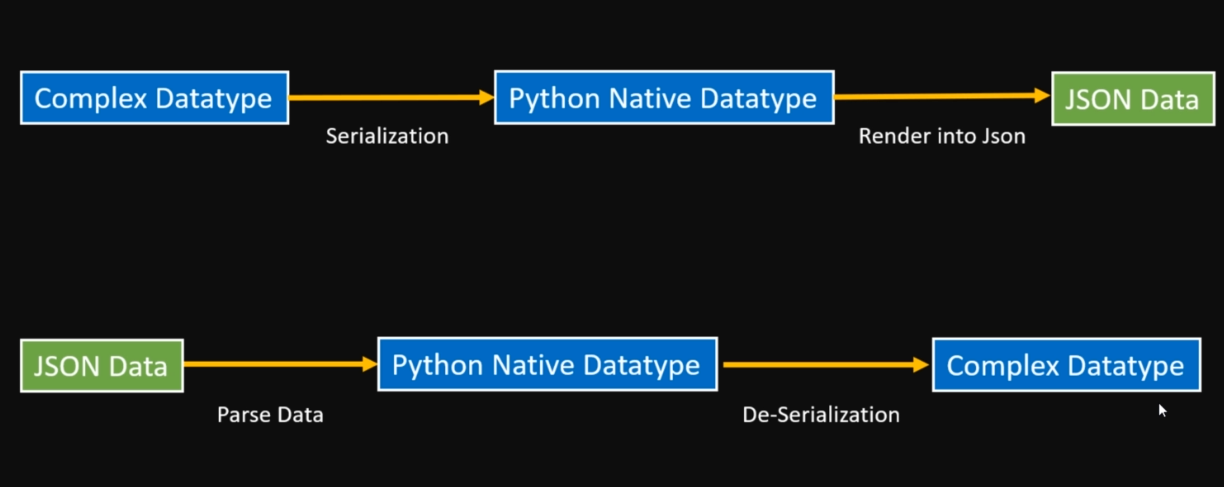 Complex Datatype
Python Native Datatype
JSON Data
Serialization
Render into Json
JSON Data
Python Native Datatype
Complex Datatype
Parse Data
De-Serialization